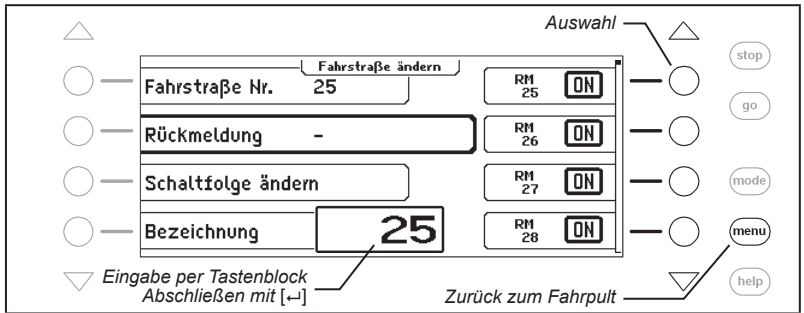 Auswahl
Fahrstraße ändern
stop
Fahrstraße Nr. 25
RM 25 ON
go
Rückmeldung -
RM 26 ON
Schaltfolge ändern
RM 27 ON
mode
Bezeichnung 25
RM 28 ON
menu
Eingabe per Tastenblock
Abschließen mit [↵]
Zurück zum Fahrpult
help